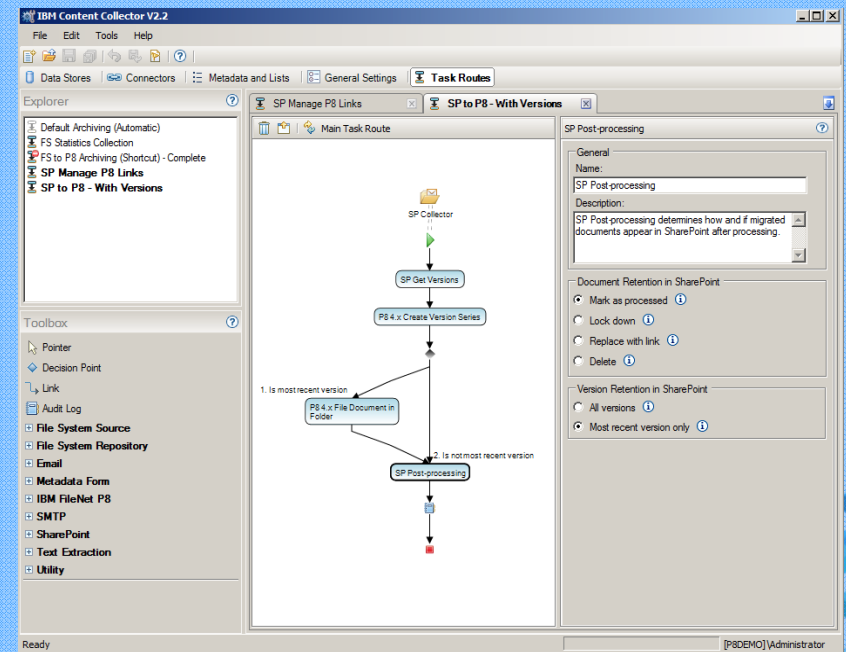 IBM Content Collector V2.2
File Edit Tools Help
Data Stores Connectors Metadata and Lists General Settings Task Routes
Explorer
Default Archiving (Automatic)
FS Statistics Collection
FS to P8 Archiving (Shortcut) - Complete
SP Manage P8 Links
SP to P8 - With Versions
Toolbox
Pointer
Decision Point
Link
Audit Log
File System Source
File System Repository
Email
Metadata Form
IBM FileNet P8
SMTP
SharePoint
Text Extraction
Utility
SP Manage P8 Links SP to P8 - With Versions
Main Task Route
SP Collector
SP Get Versions
P8 4.x Create Version Series
1. Is most recent version
P8 4.x File Document in
Folder
2. Is not most recent version
SP Post-processing
SP Post-processing
General
Name:
SP Post-processing
Description:
SP Post-processing determines how and if migrated
documents appear in SharePoint after processing.
Document Retention in SharePoint
Mark as processed
Lock down
Replace with link
Delete
Version Retention in SharePoint
All versions
Most recent version only
Ready
[P8DEMO]\Administrator